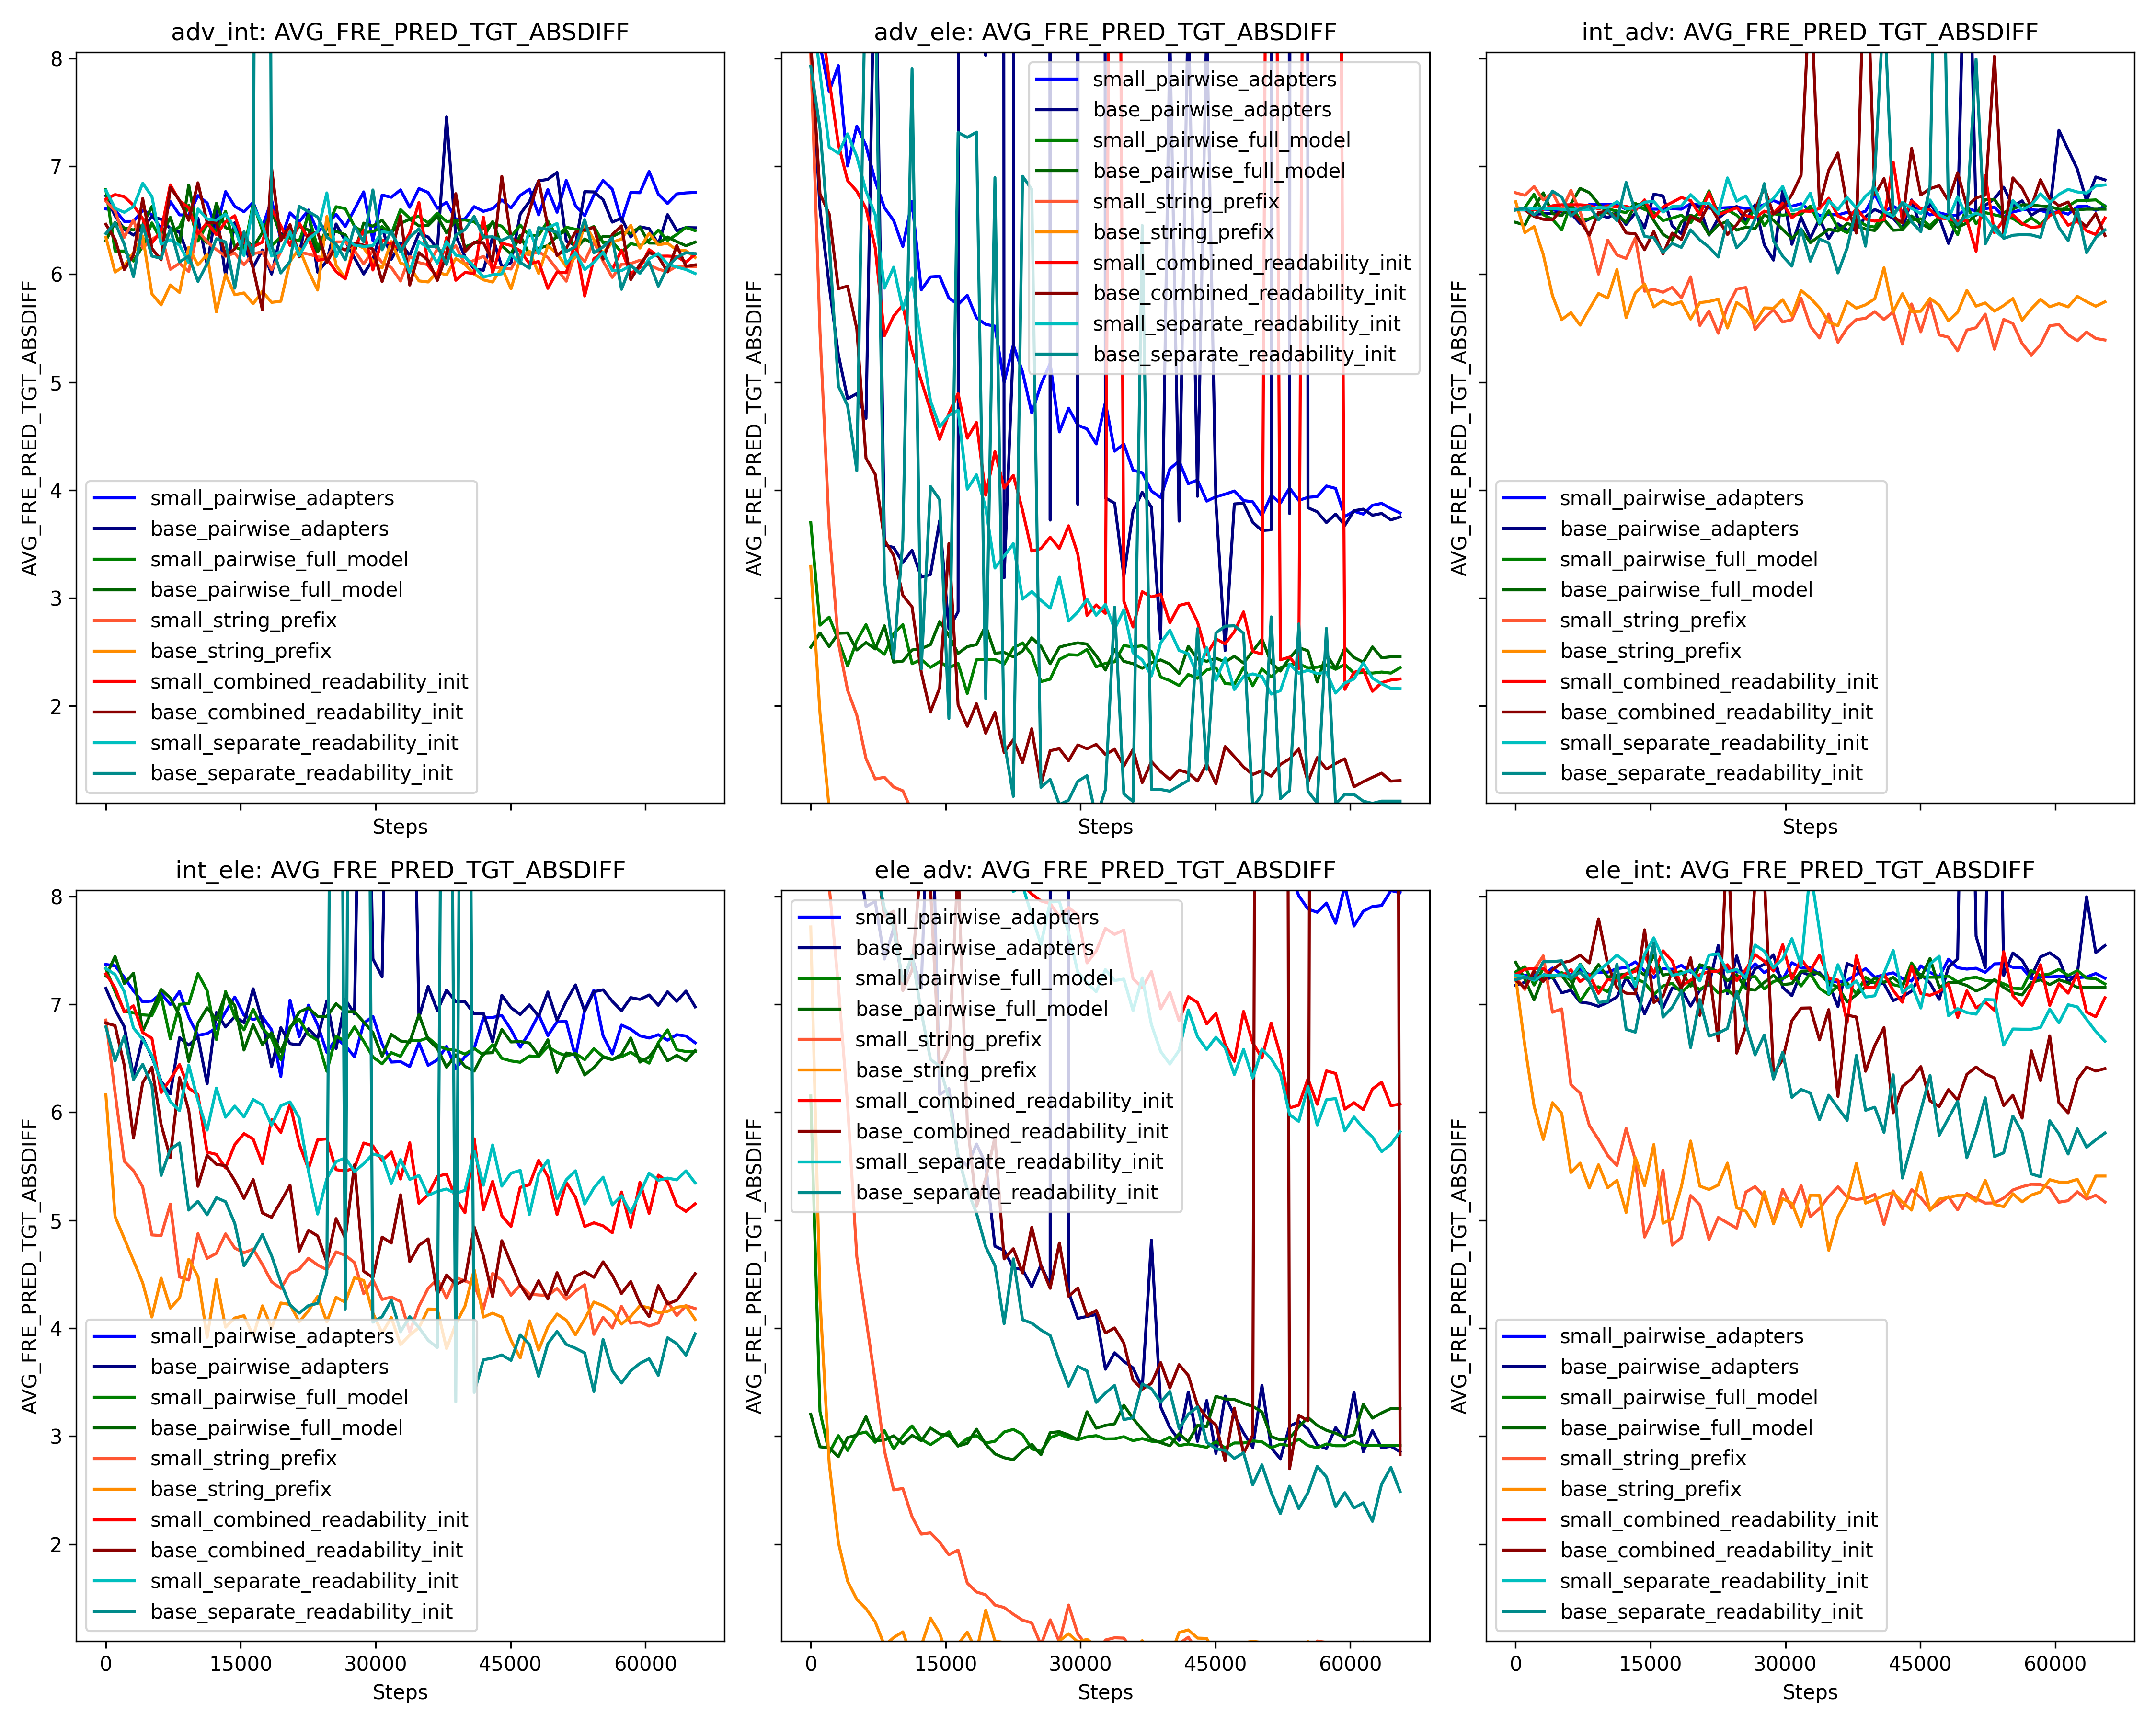 adv_int: AVG_FRE_PRED_TGT_ABSDIFF
AVG_FRE_PRED_TGT_ABSDIFF
8
7
6
5
4
3
2
small_pairwise_adapters
base_pairwise_adapters
small_pairwise_full_model
base_pairwise_full_model
small_string_prefix
base_string_prefix
small_combined_readability_init
base_combined_readability_init
small_separate_readability_init
base_separate_readability_init
Steps
adv_ele: AVG_FRE_PRED_TGT_ABSDIFF
AVG_FRE_PRED_TGT_ABSDIFF
small_pairwise_adapters
base_pairwise_adapters
small_pairwise_full_model
base_pairwise_full_model
small_string_prefix
base_string_prefix
small_combined_readability_init
base_combined_readability_init
small_separate_readability_init
base_separate_readability_init
Steps
int_adv: AVG_FRE_PRED_TGT_ABSDIFF
AVG_FRE_PRED_TGT_ABSDIFF
small_pairwise_adapters
base_pairwise_adapters
small_pairwise_full_model
base_pairwise_full_model
small_string_prefix
base_string_prefix
small_combined_readability_init
base_combined_readability_init
small_separate_readability_init
base_separate_readability_init
Steps
int_ele: AVG_FRE_PRED_TGT_ABSDIFF
AVG_FRE_PRED_TGT_ABSDIFF
8
7
6
5
4
3
2
small_pairwise_adapters
base_pairwise_adapters
small_pairwise_full_model
base_pairwise_full_model
small_string_prefix
base_string_prefix
small_combined_readability_init
base_combined_readability_init
small_separate_readability_init
base_separate_readability_init
0 15000 30000 45000 60000
Steps
ele_adv: AVG_FRE_PRED_TGT_ABSDIFF
AVG_FRE_PRED_TGT_ABSDIFF
small_pairwise_adapters
base_pairwise_adapters
small_pairwise_full_model
base_pairwise_full_model
small_string_prefix
base_string_prefix
small_combined_readability_init
base_combined_readability_init
small_separate_readability_init
base_separate_readability_init
0 15000 30000 45000 60000
Steps
ele_int: AVG_FRE_PRED_TGT_ABSDIFF
AVG_FRE_PRED_TGT_ABSDIFF
small_pairwise_adapters
base_pairwise_adapters
small_pairwise_full_model
base_pairwise_full_model
small_string_prefix
base_string_prefix
small_combined_readability_init
base_combined_readability_init
small_separate_readability_init
base_separate_readability_init
0 15000 30000 45000 60000
Steps